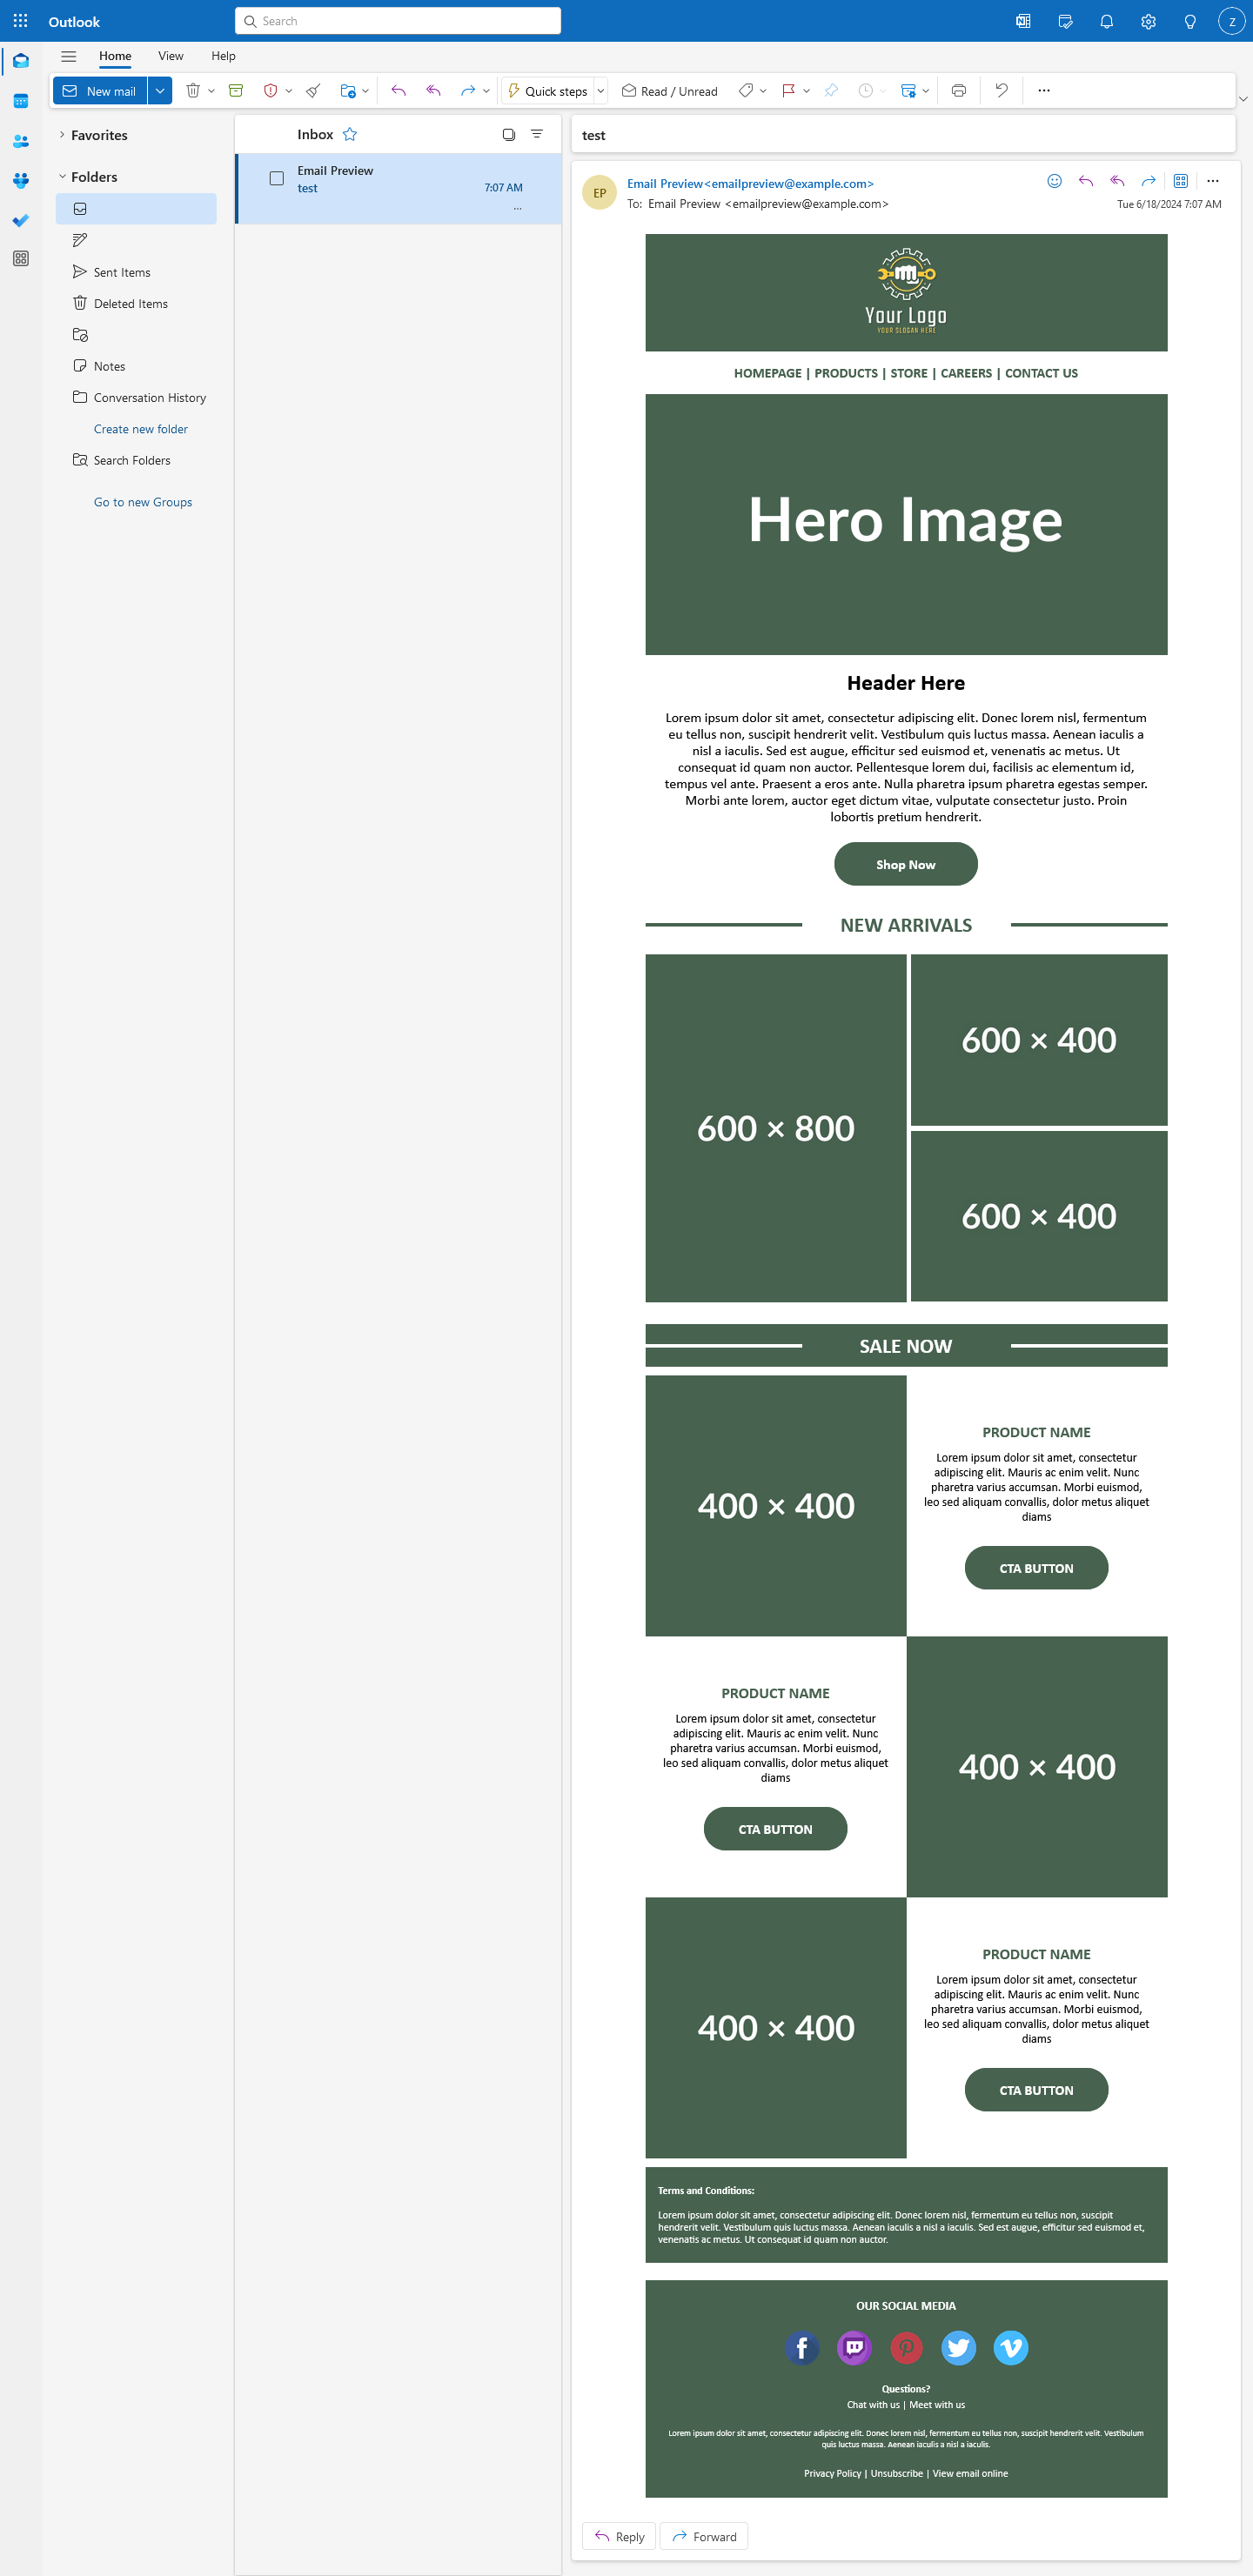 Outlook
Search
Z
Home
View
Help
New mail
Quick steps
Read / Unread
Favorites
Folders
Sent Items
Deleted Items
Notes
Conversation History
Create new folder
Search Folders
Go to new Groups
Inbox
Email Preview
test
7:07 AM
...
test
EP
Email Preview<emailpreview@example.com>
To: Email Preview <emailpreview@example.com>
Tue 6/18/2024 7:07 AM
Your Logo
YOUR SLOGAN HERE
HOMEPAGE | PRODUCTS | STORE | CAREERS | CONTACT US
Hero Image
Header Here
Lorem ipsum dolor sit amet, consectetur adipiscing elit. Donec lorem nisl, fermentum
eu tellus non, suscipit hendrerit velit. Vestibulum quis luctus massa. Aenean iaculis a
nisl a iaculis. Sed est augue, efficitur sed euismod et, venenatis ac metus. Ut
consequat id quam non auctor. Pellentesque lorem dui, facilisis ac elementum id,
tempus vel ante. Praesent a eros ante. Nulla pharetra ipsum pharetra egestas semper.
Morbi ante lorem, auctor eget dictum vitae, vulputate consectetur justo. Proin
lobortis pretium hendrerit.
Shop Now
NEW ARRIVALS
600 × 800
600 × 400
600 × 400
SALE NOW
400 × 400
PRODUCT NAME
Lorem ipsum dolor sit amet, consectetur
adipiscing elit. Mauris ac enim velit. Nunc
pharetra varius accumsan. Morbi euismod,
leo sed aliquam convallis, dolor metus aliquet
diams
CTA BUTTON
PRODUCT NAME
Lorem ipsum dolor sit amet, consectetur
adipiscing elit. Mauris ac enim velit. Nunc
pharetra varius accumsan. Morbi euismod,
leo sed aliquam convallis, dolor metus aliquet
diams
CTA BUTTON
400 × 400
400 × 400
PRODUCT NAME
Lorem ipsum dolor sit amet, consectetur
adipiscing elit. Mauris ac enim velit. Nunc
pharetra varius accumsan. Morbi euismod,
leo sed aliquam convallis, dolor metus aliquet
diams
CTA BUTTON
Terms and Conditions:
Lorem ipsum dolor sit amet, consectetur adipiscing elit. Donec lorem nisl, fermentum eu tellus non, suscipit
hendrerit velit. Vestibulum quis luctus massa. Aenean iaculis a nisl a iaculis. Sed est augue, efficitur sed euismod et,
venenatis ac metus. Ut consequat id quam non auctor.
OUR SOCIAL MEDIA
Questions?
Chat with us | Meet with us
Lorem ipsum dolor sit amet, consectetur adipiscing elit. Donec lorem nisl, fermentum eu tellus non, suscipit hendrerit velit. Vestibulum
quis luctus massa. Aenean iaculis a nisl a iaculis.
Privacy Policy | Unsubscribe | View email online
Reply
Forward